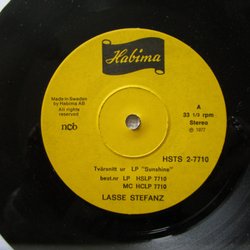 Habima
Made in Sweden
by Habima AB
All rights
reserved
ncb
A
33 1/3 rpm
Stereo
℗ 1977
HSTS 2-7710
Tvärsnitt ur LP "Sunshine"
best.nr LP HSLP 7710
MC HCLP 7710
LASSE STEFANZ